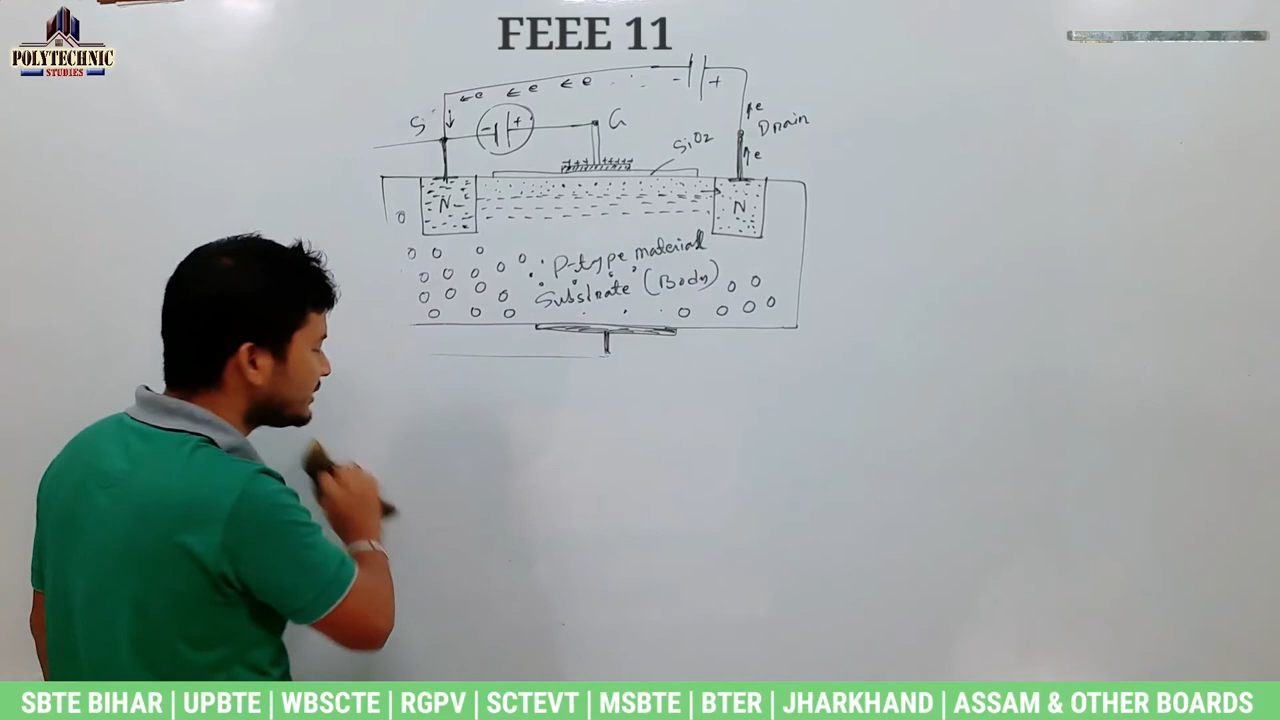 FEEE 11
POLYTECHNIC
STUDIES
← e ← e ← e
- +
S
- +
G
+++ +++
SiO2
↑e
Drain
↑e
N
N
P-type material
Substrate (Body)
SBTE BIHAR | UPBTE | WBSCTE | RGPV | SCTEVT | MSBTE | BTER | JHARKHAND | ASSAM & OTHER BOARDS